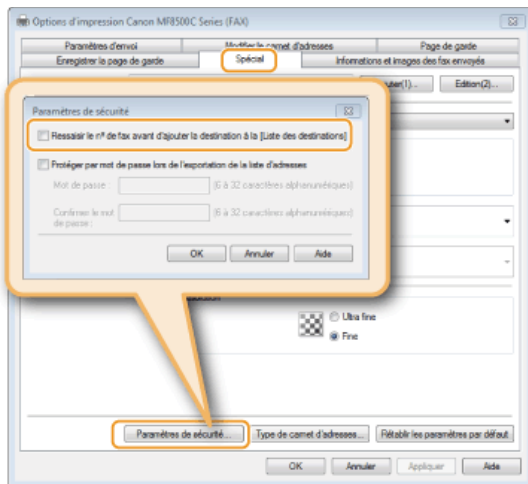 Options d'impression Canon MF8500C Series (FAX)
Paramètres d'envoi Modifier le carnet d'adresses Page de garde
Enregistrer la page de garde Spécial Informations et images des fax envoyés
Edition(2)...
Paramètres de sécurité
Ressaisir le nº de fax avant d'ajouter la destination à la [Liste des destinations]
Protéger par mot de passe lors de l'exportation de la liste d'adresses
Mot de passe : (6 à 32 caractères alphanumériques)
Confirmez le mot (6 à 32 caractères alphanumériques)
de passe :
OK Annuler Aide
Ultra fine
Fine
Paramètres de sécurité... Type de carnet d'adresses... Rétablir les paramètres par défaut
OK Annuler Appliquer Aide